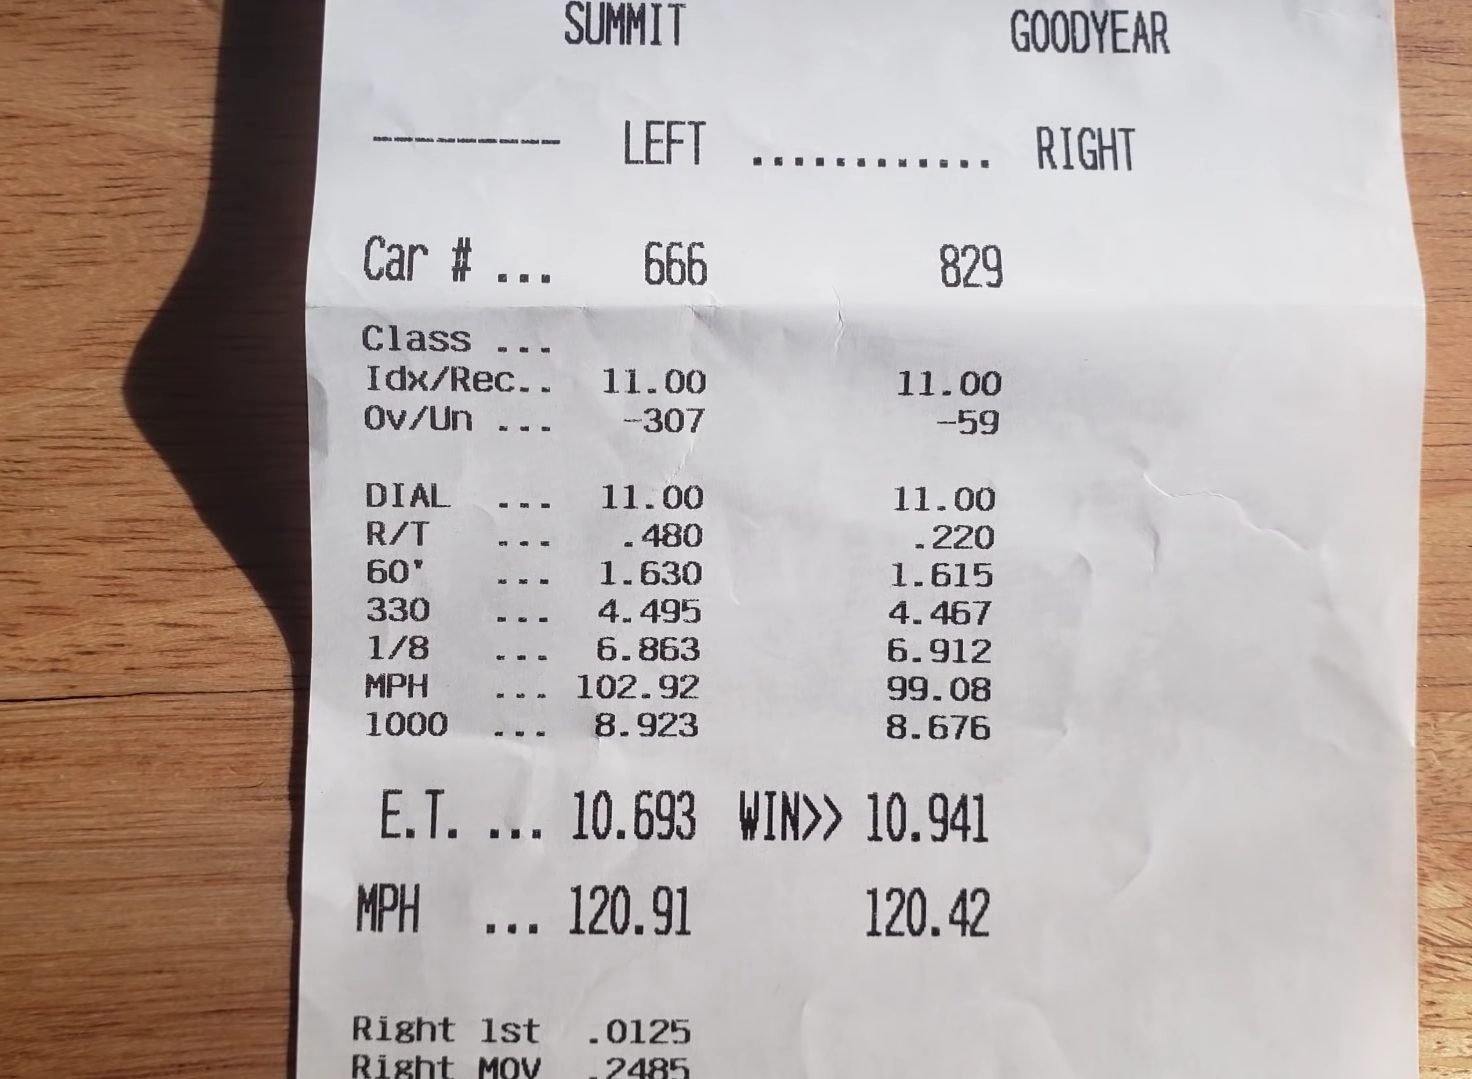 SUMMIT GOODYEAR
----------- LEFT ............ RIGHT
Car # ... 666 829
Class ...
Idx/Rec.. 11.00 11.00
Ov/Un ... -307 -59
DIAL ... 11.00 11.00
R/T ... .480 .220
60' ... 1.630 1.615
330 ... 4.495 4.467
1/8 ... 6.863 6.912
MPH ... 102.92 99.08
1000 ... 8.923 8.676
E.T. ... 10.693 WIN>> 10.941
MPH ... 120.91 120.42
Right 1st .0125
Right MOV .2485